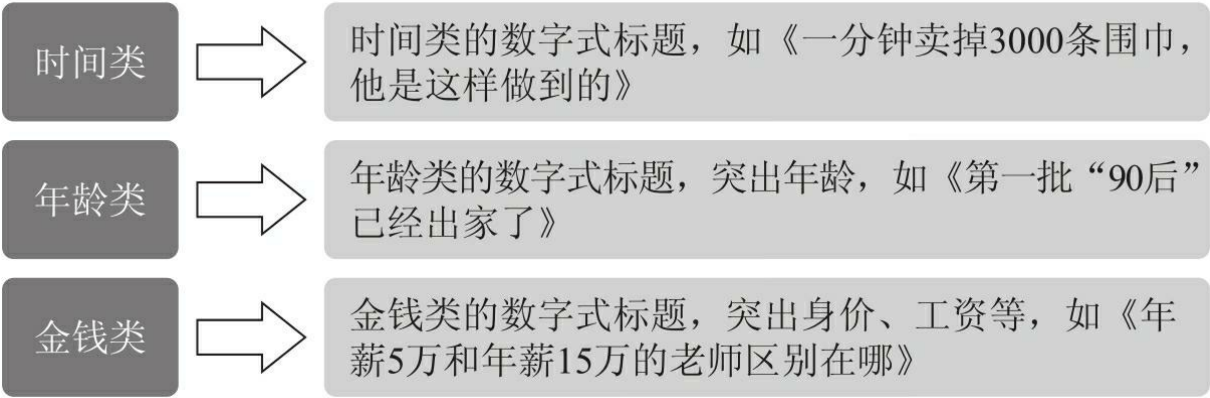 时间类
时间类的数字式标题，如《一分钟卖掉3000条围巾，
他是这样做到的》
年龄类
年龄类的数字式标题，突出年龄，如《第一批“90后”
已经出家了》
金钱类
金钱类的数字式标题，突出身价、工资等，如《年
薪5万和年薪15万的老师区别在哪》